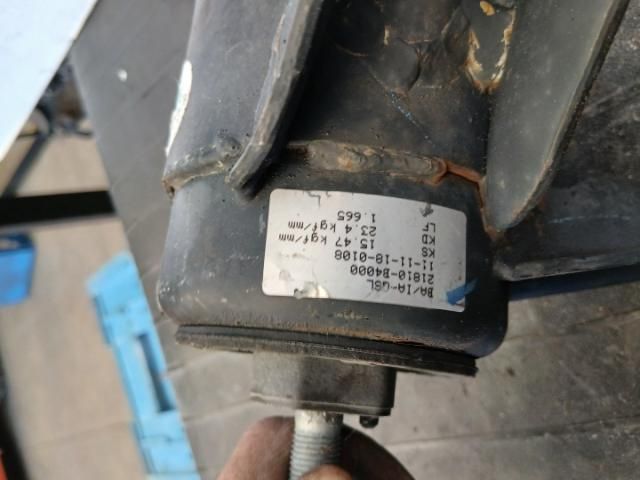 BA/IA-GSL
21810-B4000
11-11-18-0108
KS 15.47 kgf/mm
KD 23.4 kgf/mm
LF 1.665